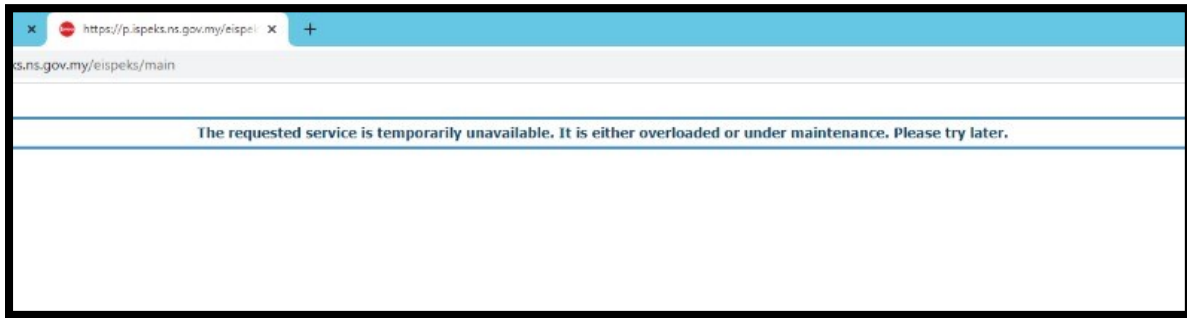 https://p.ispeks.ns.gov.my/eispe
ks.ns.gov.my/eispeks/main
The requested service is temporarily unavailable. It is either overloaded or under maintenance. Please try later.